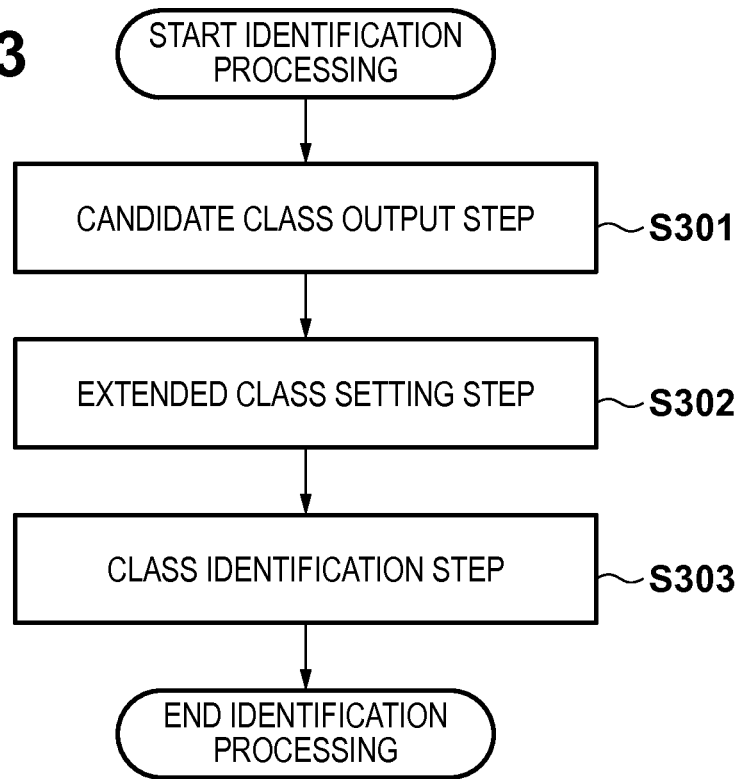 3
START IDENTIFICATION
PROCESSING
CANDIDATE CLASS OUTPUT STEP
S301
EXTENDED CLASS SETTING STEP
S302
CLASS IDENTIFICATION STEP
S303
END IDENTIFICATION
PROCESSING